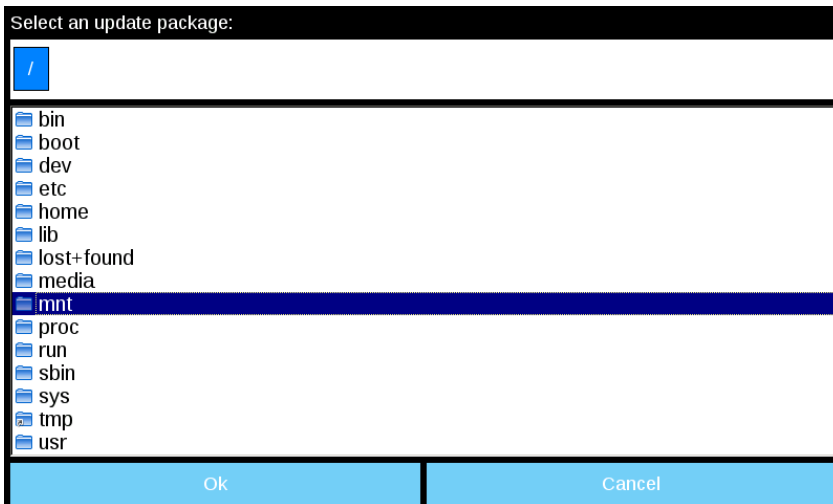 Select an update package:
/
bin
boot
dev
etc
home
lib
lost+found
media
mnt
proc
run
sbin
sys
tmp
usr
Ok Cancel